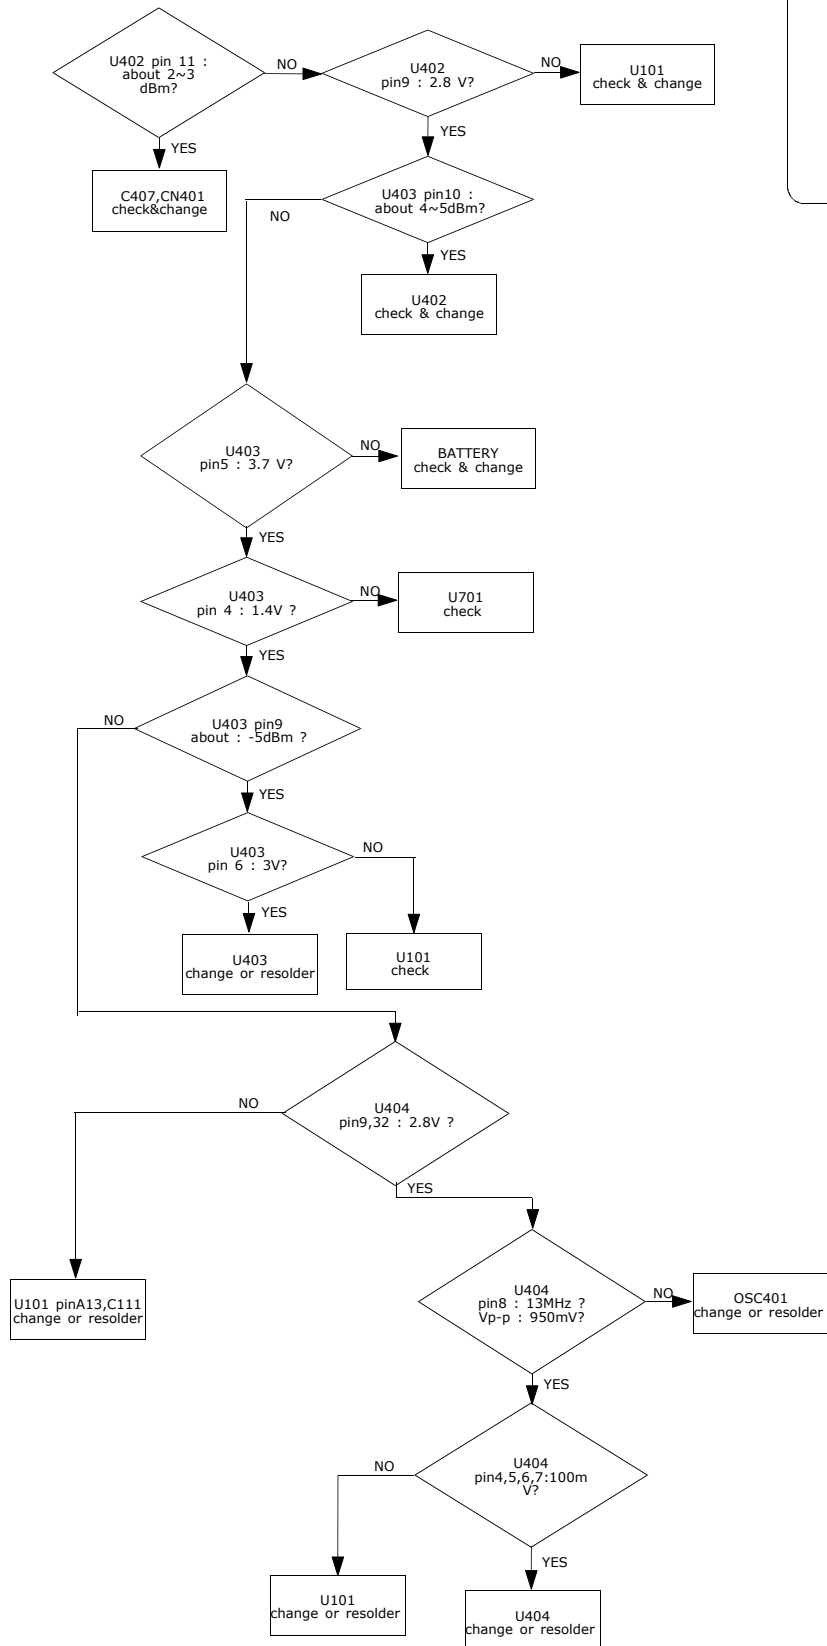 U402 pin 11 :
about 2~3
dBm?
NO
U402
pin9 : 2.8 V?
NO
U101
check & change
YES
C407,CN401
check&change
YES
U403 pin10 :
about 4~5dBm?
NO
YES
U402
check & change
U403
pin5 : 3.7 V?
NO
BATTERY
check & change
YES
U403
pin 4 : 1.4V ?
NO
U701
check
YES
U403 pin9
about : -5dBm ?
NO
YES
U403
pin 6 : 3V?
NO
YES
U403
change or resolder
U101
check
U404
pin9,32 : 2.8V ?
NO
YES
U101 pinA13,C111
change or resolder
U404
pin8 : 13MHz ?
Vp-p : 950mV?
NO
OSC401
change or resolder
YES
U404
pin4,5,6,7:100m
V?
NO
YES
U101
change or resolder
U404
change or resolder